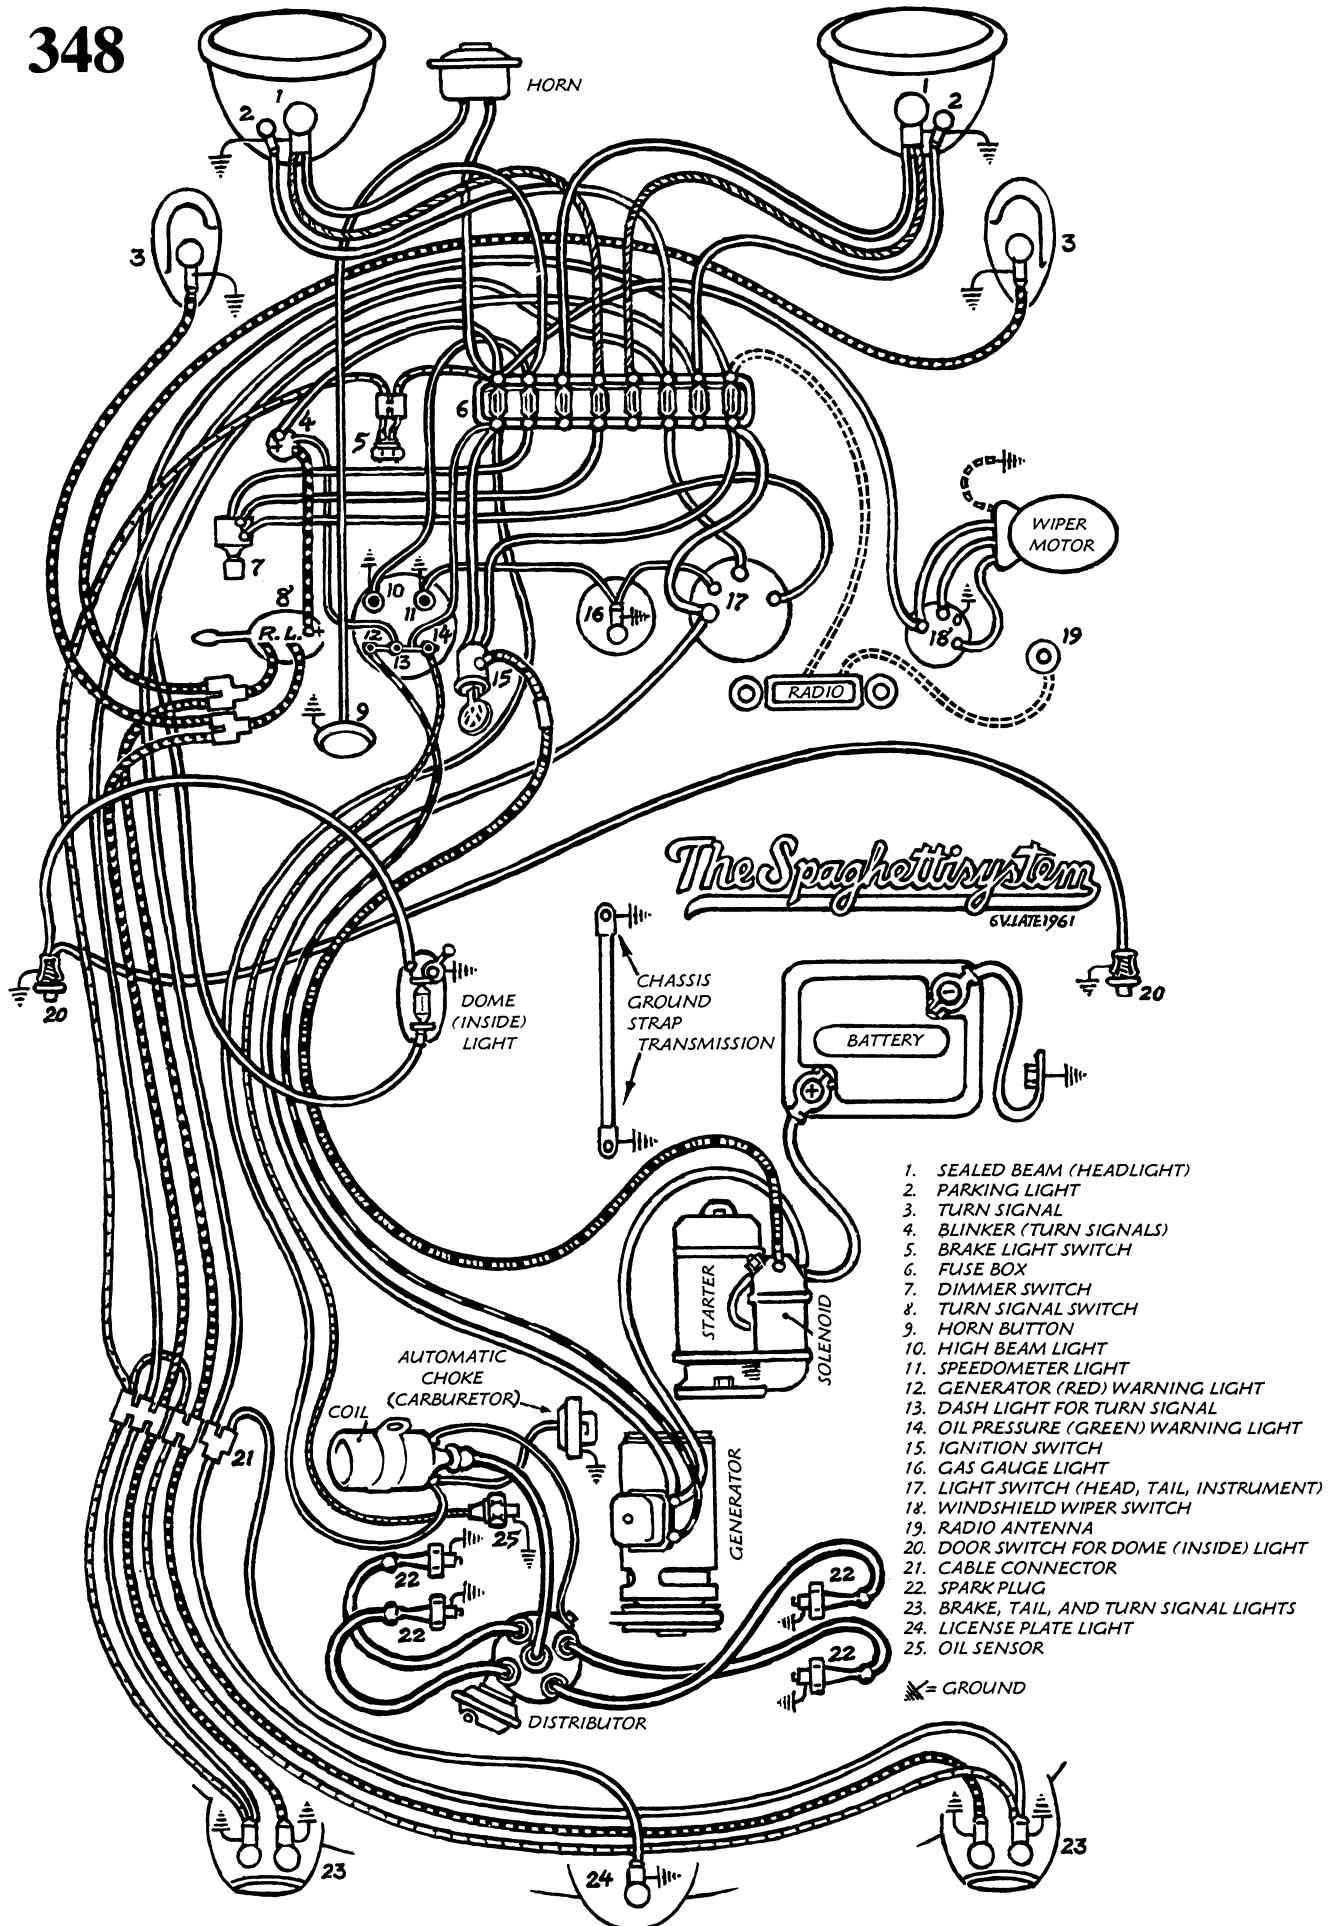 348
HORN
1
2
1
2
3
3
6
4
5
WIPER
MOTOR
7
8
10
11
16
17
18
19
R. L. +
12
13
14
15
RADIO
9
The Spaghettisystem
6V. LATE 1961
20
20
DOME
(INSIDE)
LIGHT
CHASSIS
GROUND
STRAP
TRANSMISSION
BATTERY
-
+
STARTER
SOLENOID
1. SEALED BEAM (HEADLIGHT)
2. PARKING LIGHT
3. TURN SIGNAL
4. BLINKER (TURN SIGNALS)
5. BRAKE LIGHT SWITCH
6. FUSE BOX
7. DIMMER SWITCH
8. TURN SIGNAL SWITCH
9. HORN BUTTON
10. HIGH BEAM LIGHT
11. SPEEDOMETER LIGHT
12. GENERATOR (RED) WARNING LIGHT
13. DASH LIGHT FOR TURN SIGNAL
14. OIL PRESSURE (GREEN) WARNING LIGHT
15. IGNITION SWITCH
16. GAS GAUGE LIGHT
17. LIGHT SWITCH (HEAD, TAIL, INSTRUMENT)
18. WINDSHIELD WIPER SWITCH
19. RADIO ANTENNA
20. DOOR SWITCH FOR DOME (INSIDE) LIGHT
21. CABLE CONNECTOR
22. SPARK PLUG
23. BRAKE, TAIL, AND TURN SIGNAL LIGHTS
24. LICENSE PLATE LIGHT
25. OIL SENSOR
= GROUND
AUTOMATIC
CHOKE
(CARBURETOR)
COIL
21
GENERATOR
25
22
22
22
22
DISTRIBUTOR
23
24
23